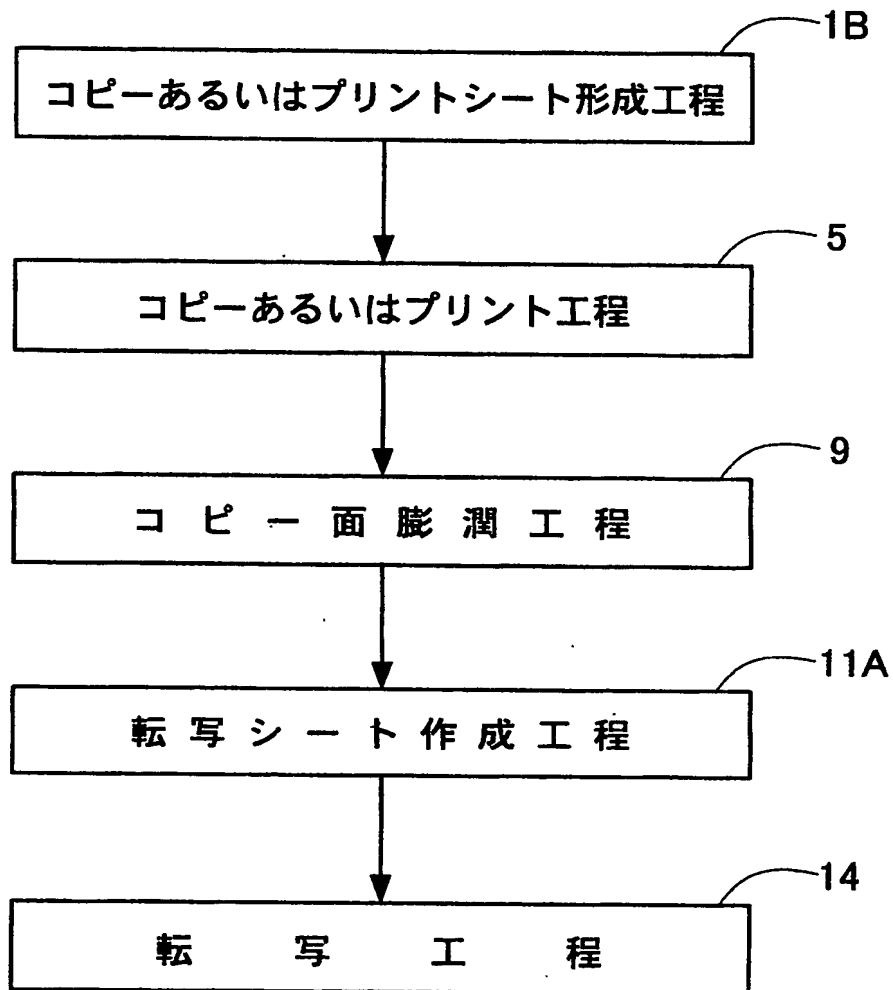 1B
コピーあるいはプリントシート形成工程
5
コピーあるいはプリント工程
9
コピー面膨潤工程
11A
転写シート作成工程
14
転写工程